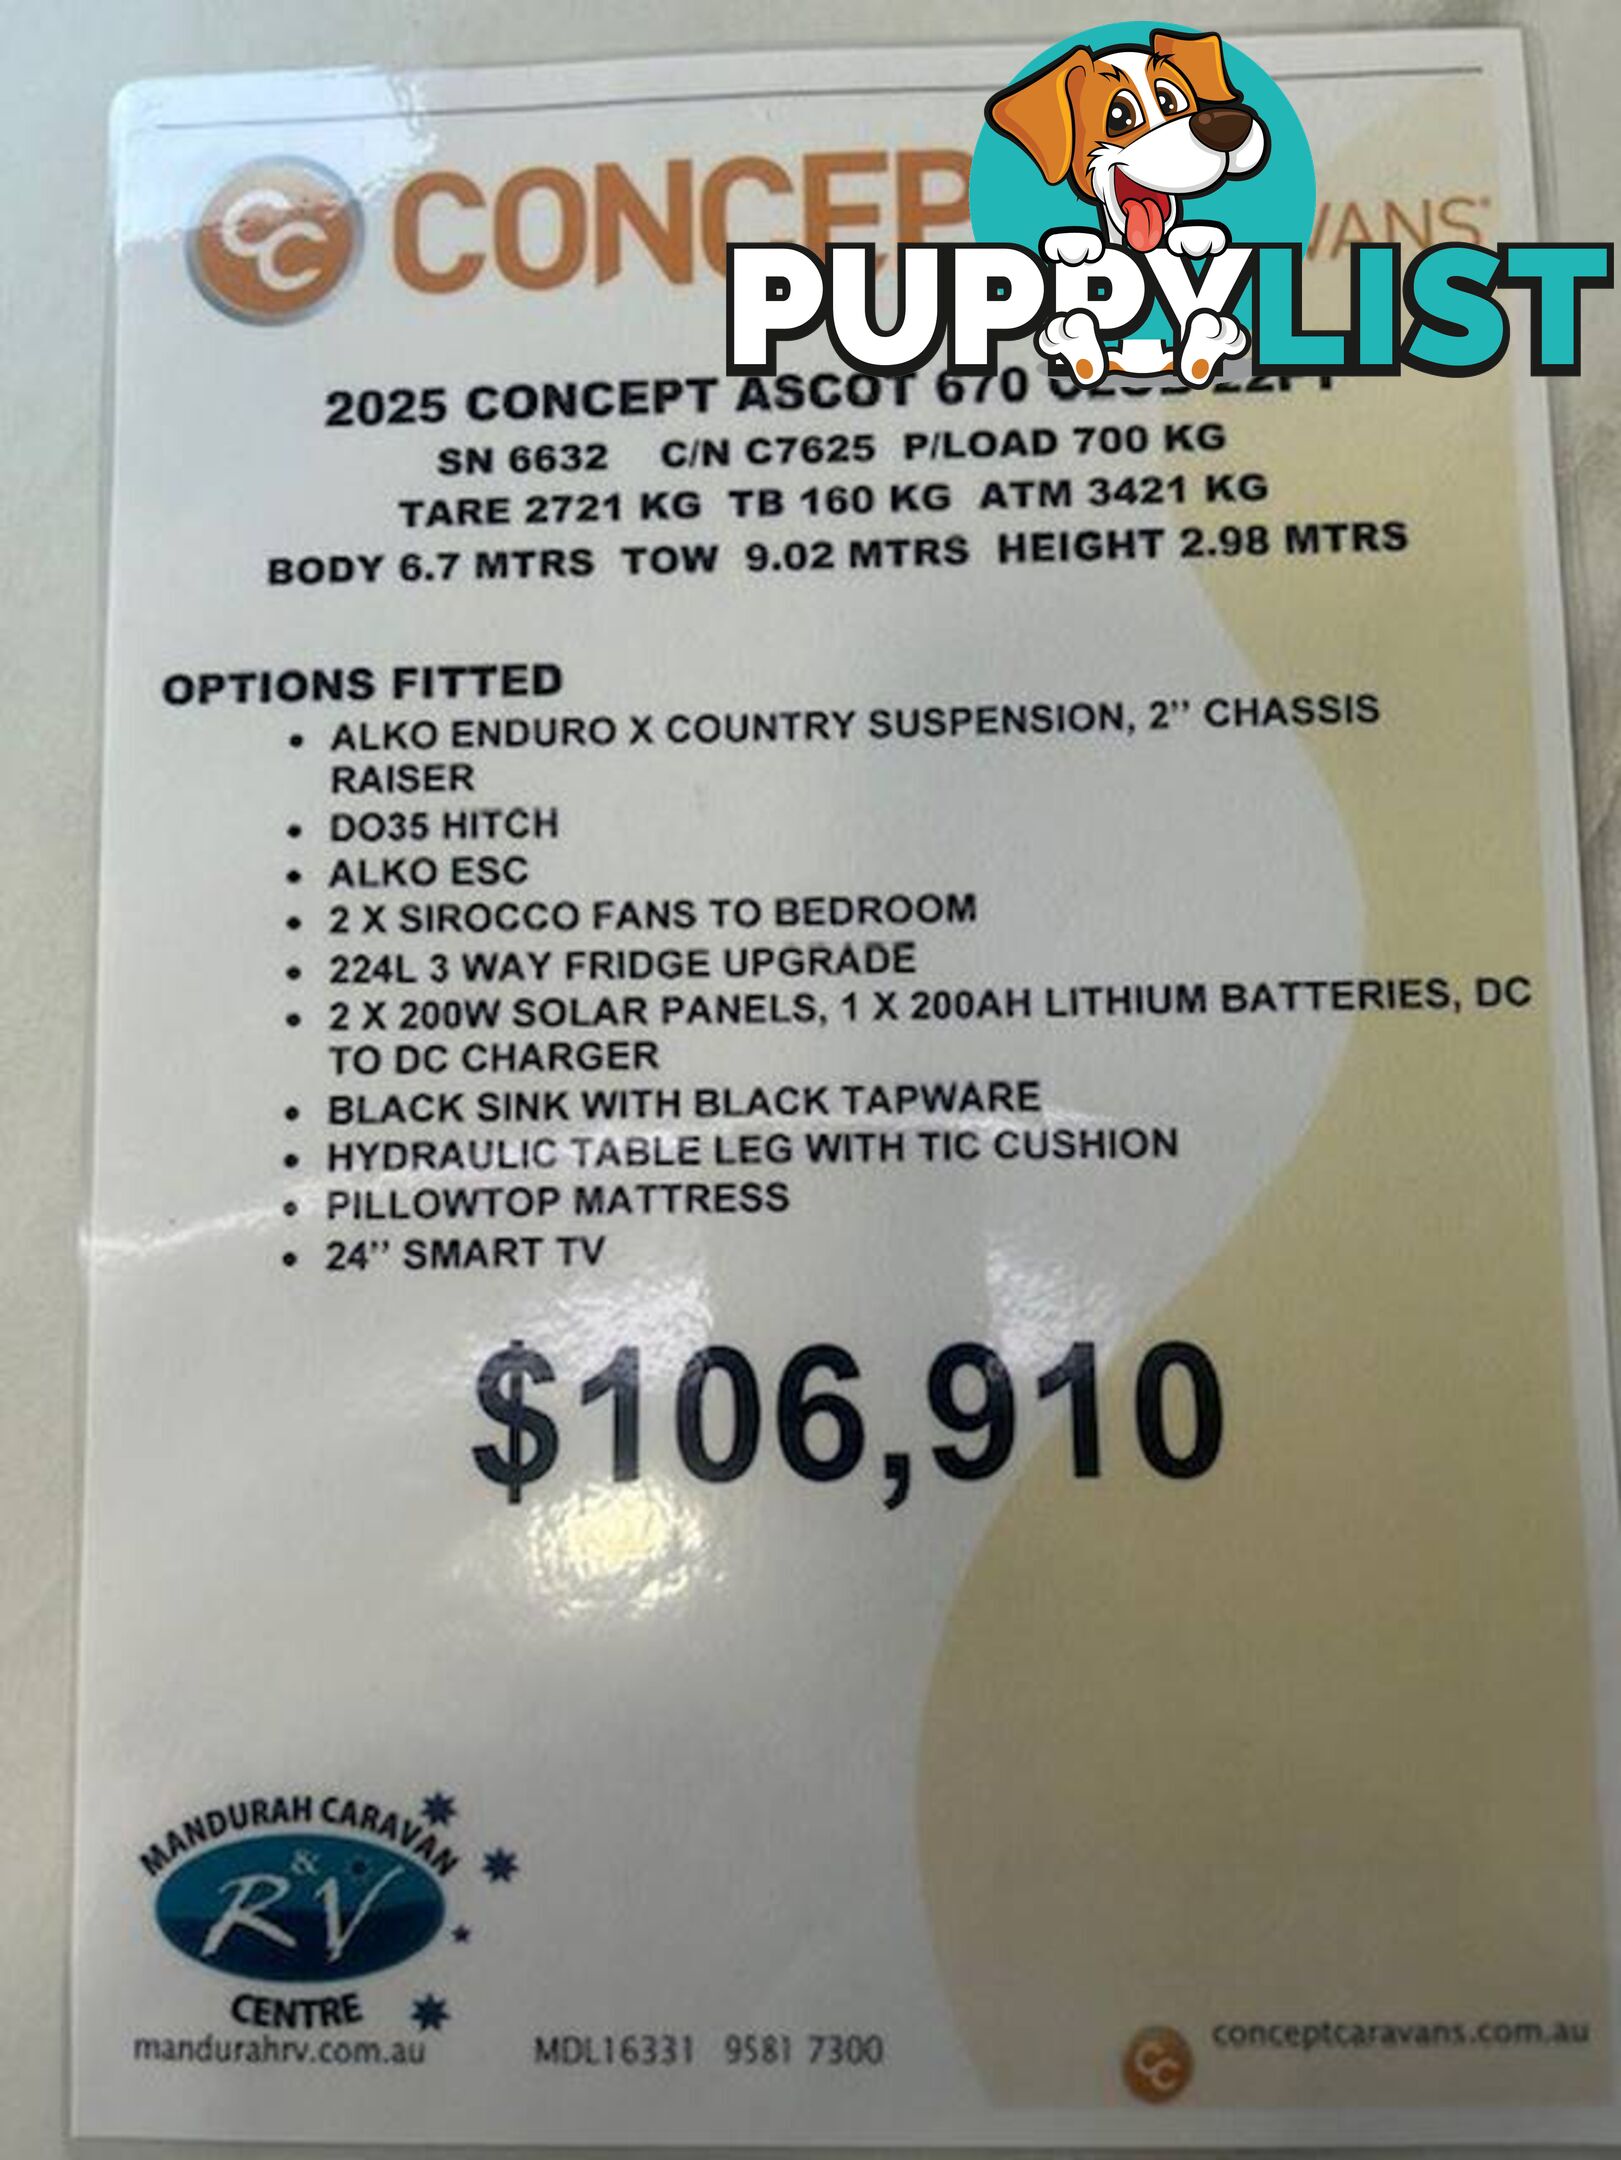 CC CONCEP VANS®
PUPPYLIST
2025 CONCEPT ASCOT 670 CLUB 22FT
SN 6632 C/N C7625 P/LOAD 700 KG
TARE 2721 KG TB 160 KG ATM 3421 KG
BODY 6.7 MTRS TOW 9.02 MTRS HEIGHT 2.98 MTRS
OPTIONS FITTED
• ALKO ENDURO X COUNTRY SUSPENSION, 2” CHASSIS
RAISER
• DO35 HITCH
• ALKO ESC
• 2 X SIROCCO FANS TO BEDROOM
• 224L 3 WAY FRIDGE UPGRADE
• 2 X 200W SOLAR PANELS, 1 X 200AH LITHIUM BATTERIES, DC
TO DC CHARGER
• BLACK SINK WITH BLACK TAPWARE
• HYDRAULIC TABLE LEG WITH TIC CUSHION
• PILLOWTOP MATTRESS
• 24” SMART TV
$106,910
MANDURAH CARAVAN
& RV
CENTRE
mandurahrv.com.au MDL16331 9581 7300
CC conceptcaravans.com.au